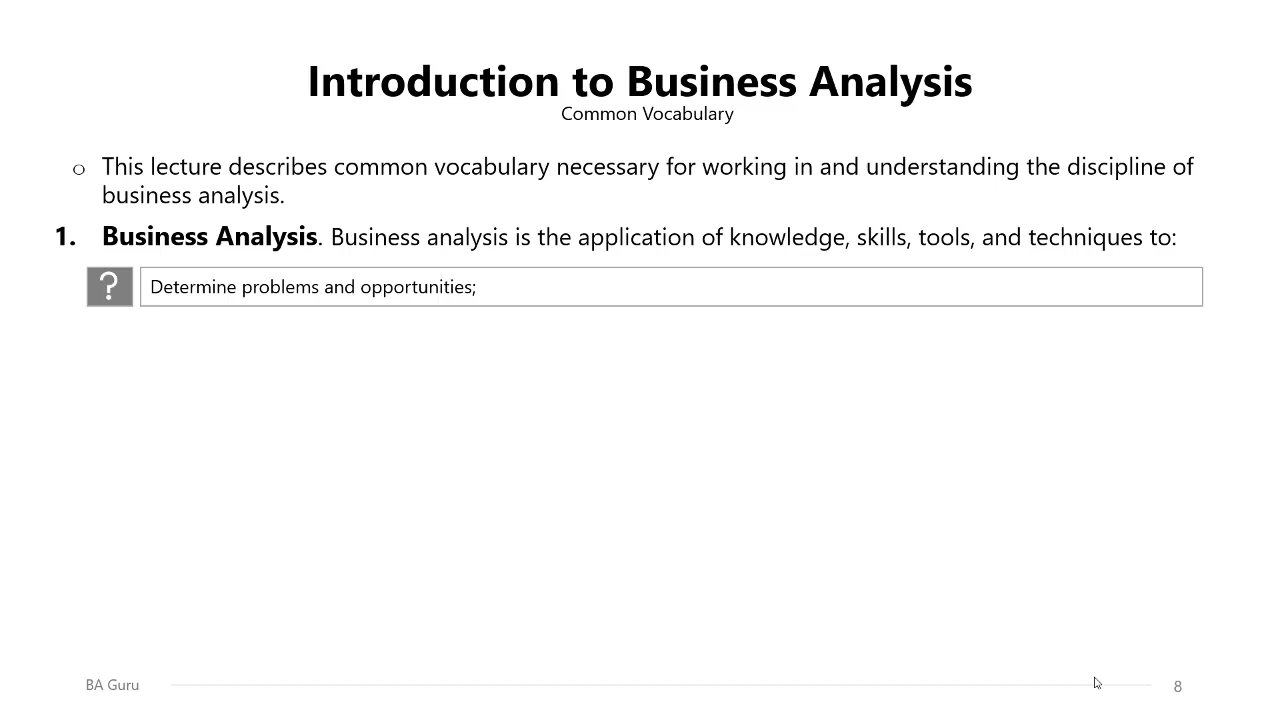 Introduction to Business Analysis
Common Vocabulary
○ This lecture describes common vocabulary necessary for working in and understanding the discipline of
business analysis.
1. Business Analysis. Business analysis is the application of knowledge, skills, tools, and techniques to:
? Determine problems and opportunities;
BA Guru
8